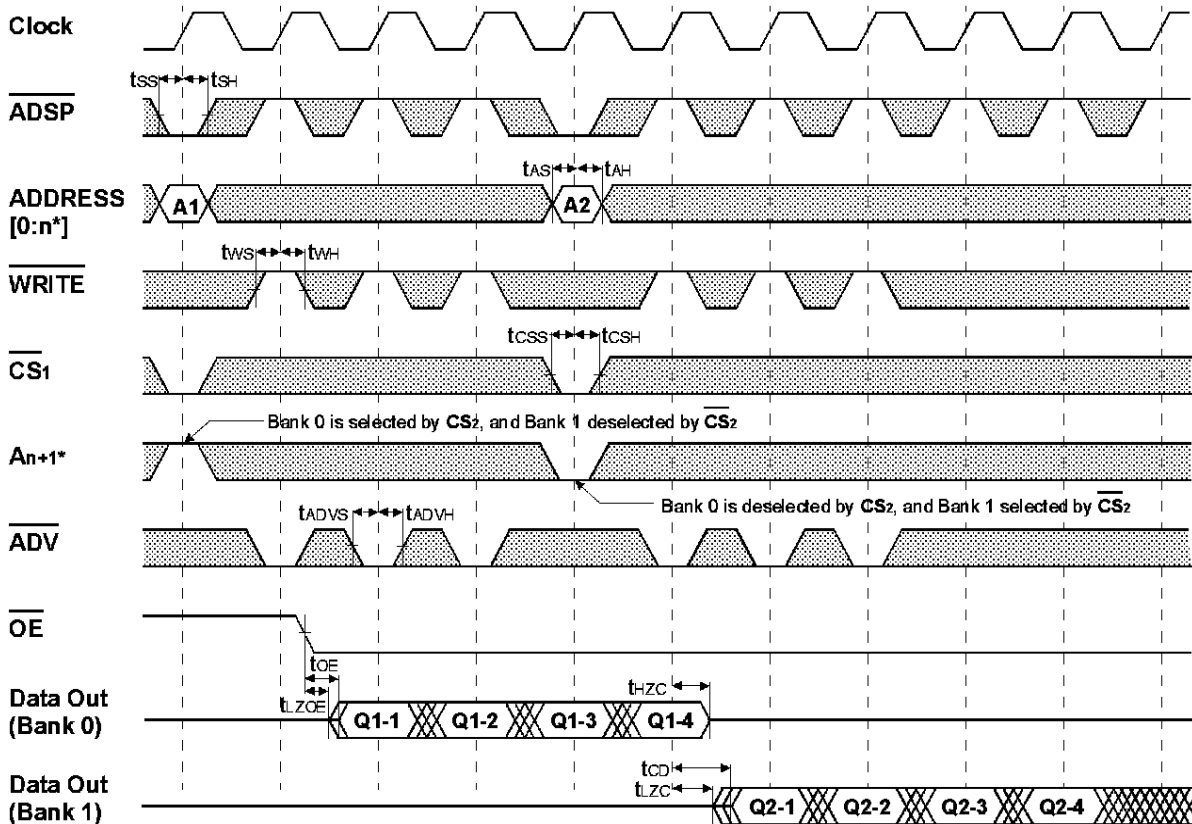 Clock
tSS tSH
ADSP
tAS tAH
ADDRESS
[0:n*]
A1 A2
tWS tWH
WRITE
tCSS tCSH
CS1
Bank 0 is selected by CS2, and Bank 1 deselected by CS2
An+1*
Bank 0 is deselected by CS2, and Bank 1 selected by CS2
tADVS tADVH
ADV
OE
tOE
tHZC
tLZOE
Data Out
(Bank 0)
Q1-1 Q1-2 Q1-3 Q1-4
tCD
tLZC
Data Out
(Bank 1)
Q2-1 Q2-2 Q2-3 Q2-4